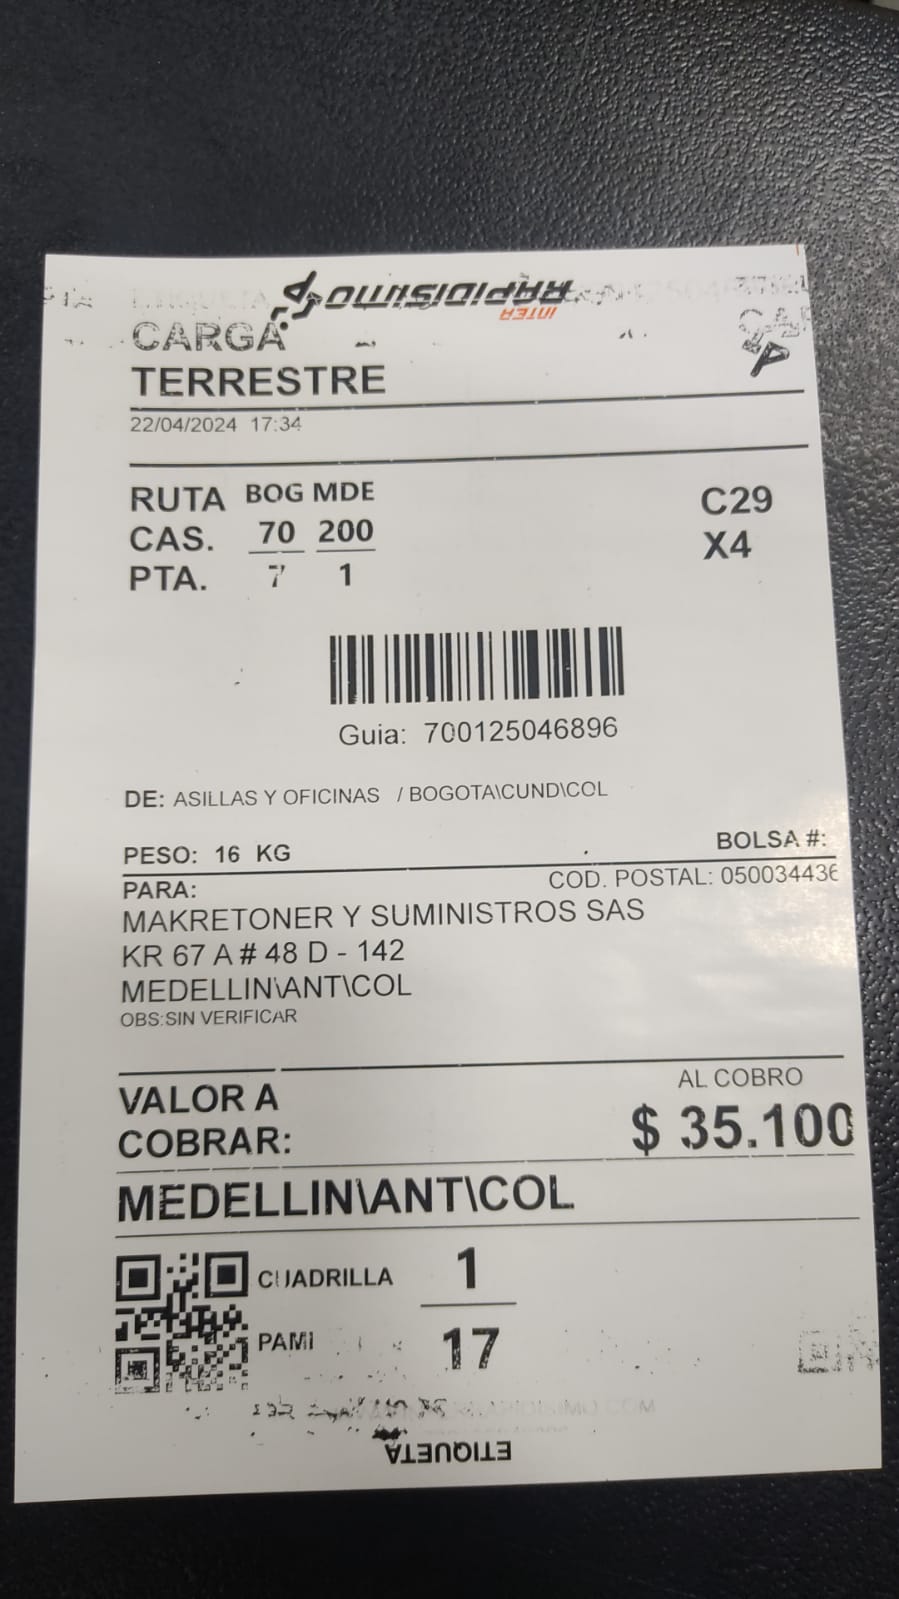 INTER
RAPIDISIMO
CARGA
TERRESTRE
22/04/2024 17:34
RUTA BOG MDE C29
CAS. 70 200 X4
PTA. 7 1
Guia: 700125046896
DE: ASILLAS Y OFICINAS / BOGOTA\CUND\COL
PESO: 16 KG BOLSA #:
PARA: COD. POSTAL: 050034436
MAKRETONER Y SUMINISTROS SAS
KR 67 A # 48 D - 142
MEDELLIN\ANT\COL
OBS:SIN VERIFICAR
VALOR A AL COBRO
COBRAR: $ 35.100
MEDELLIN\ANT\COL
CUADRILLA 1
PAMI 17
ETIQUETA